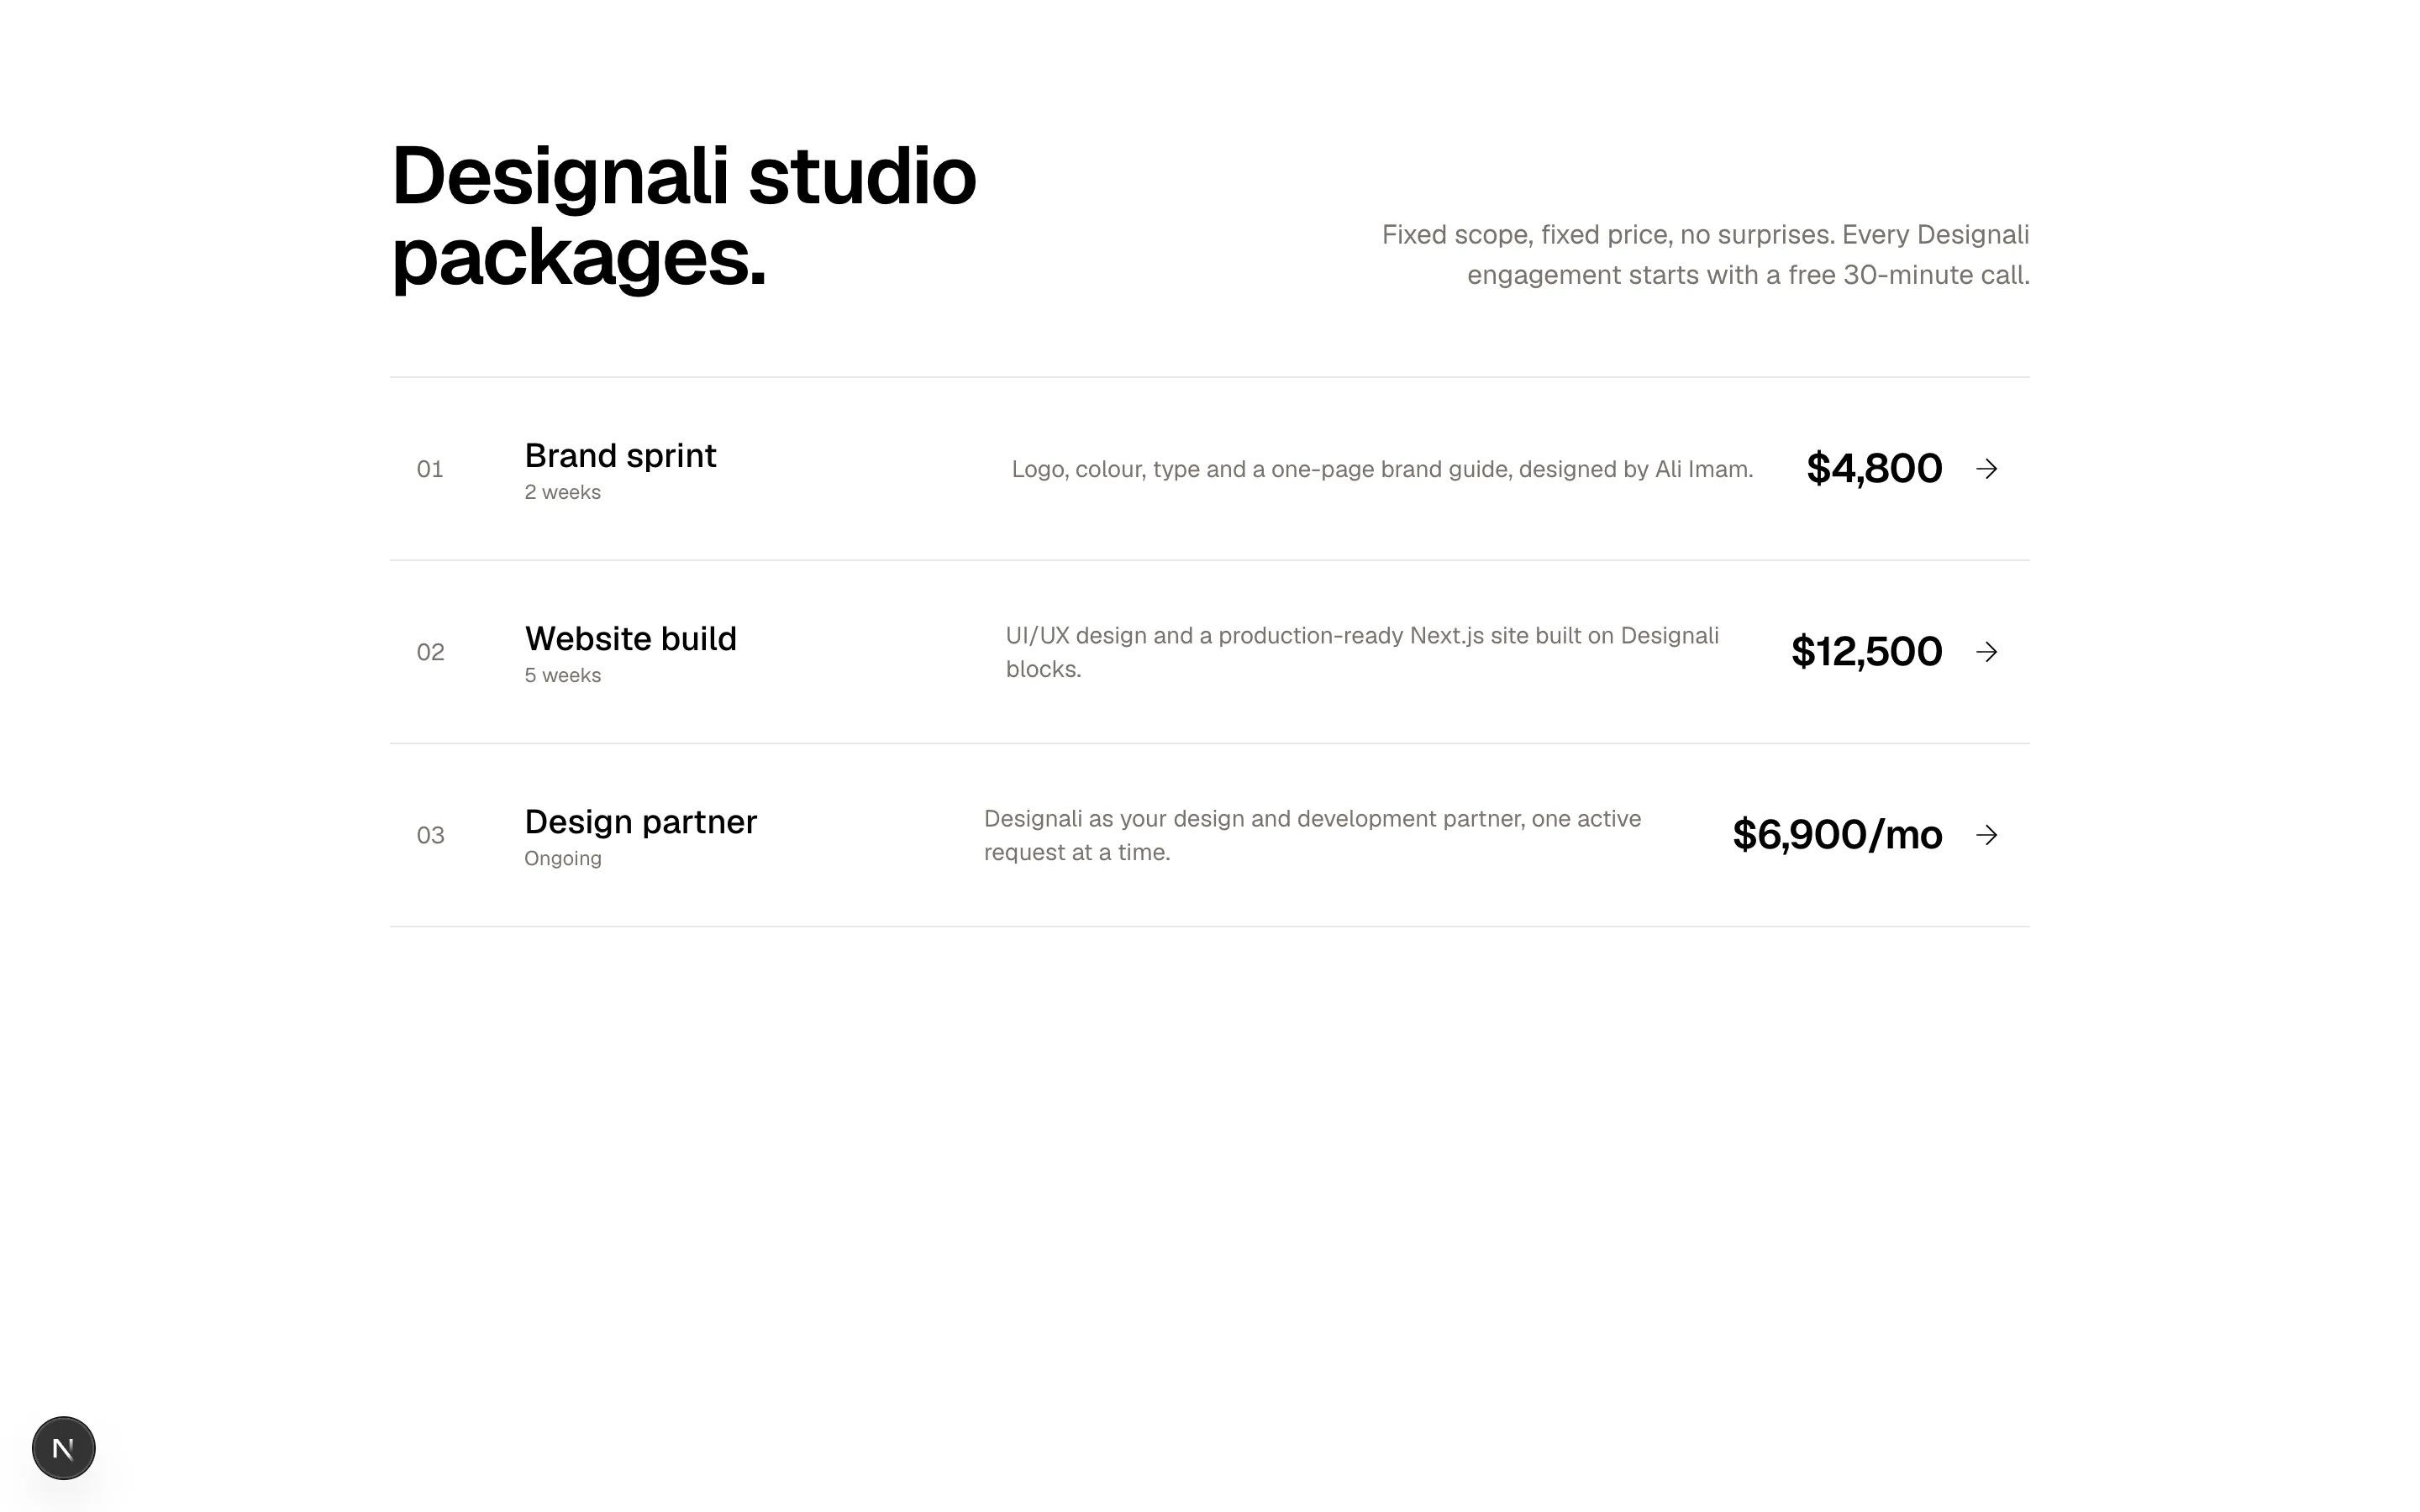 Designali studio
packages.
Fixed scope, fixed price, no surprises. Every Designali
engagement starts with a free 30-minute call.
01
Brand sprint
2 weeks
Logo, colour, type and a one-page brand guide, designed by Ali Imam.
$4,800
02
Website build
5 weeks
UI/UX design and a production-ready Next.js site built on Designali
blocks.
$12,500
03
Design partner
Ongoing
Designali as your design and development partner, one active
request at a time.
$6,900/mo
N